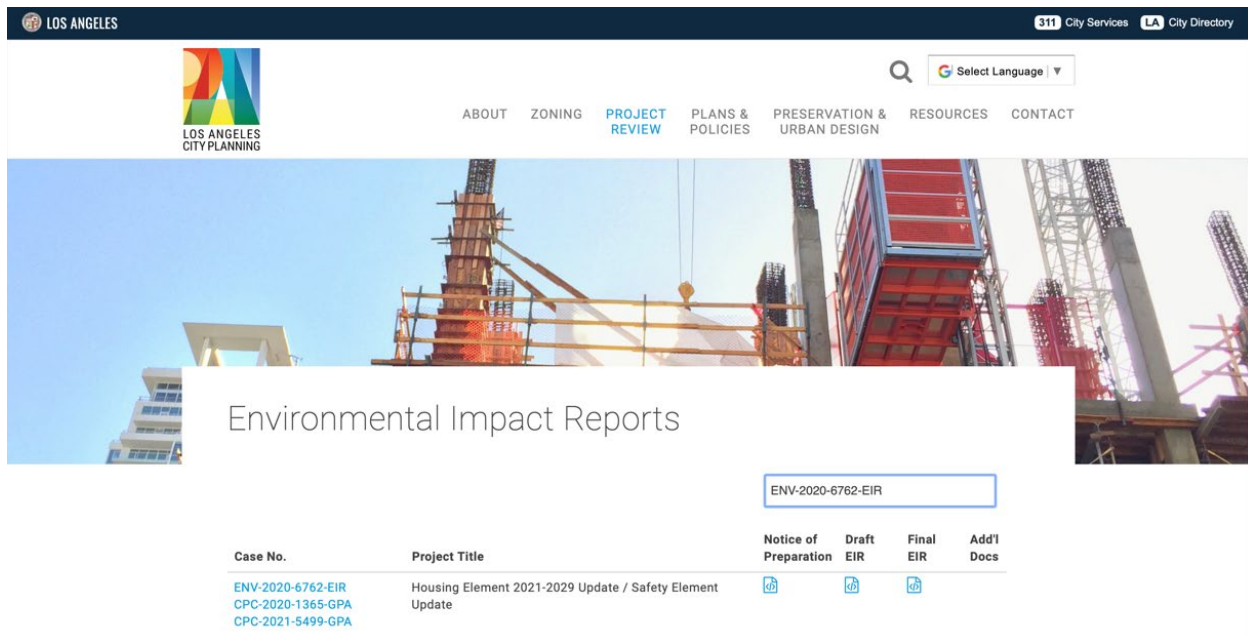 LOS ANGELES
311 City Services LA City Directory
LOS ANGELES
CITY PLANNING
G Select Language ▼
ABOUT
ZONING
PROJECT
REVIEW
PLANS &
POLICIES
PRESERVATION &
URBAN DESIGN
RESOURCES
CONTACT
Environmental Impact Reports
ENV-2020-6762-EIR
Case No.
Project Title
Notice of
Preparation
Draft
EIR
Final
EIR
Add'l
Docs
ENV-2020-6762-EIR
CPC-2020-1365-GPA
CPC-2021-5499-GPA
Housing Element 2021-2029 Update / Safety Element
Update